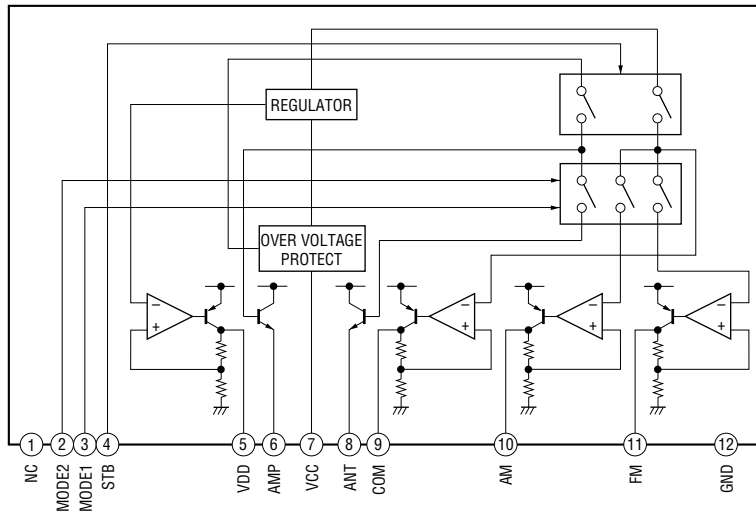 REGULATOR
OVER VOLTAGE
PROTECT
−
+
−
+
−
+
−
+
1
2
3
4
5
6
7
8
9
10
11
12
NC
MODE2
MODE1
STB
VDD
AMP
VCC
ANT
COM
AM
FM
GND